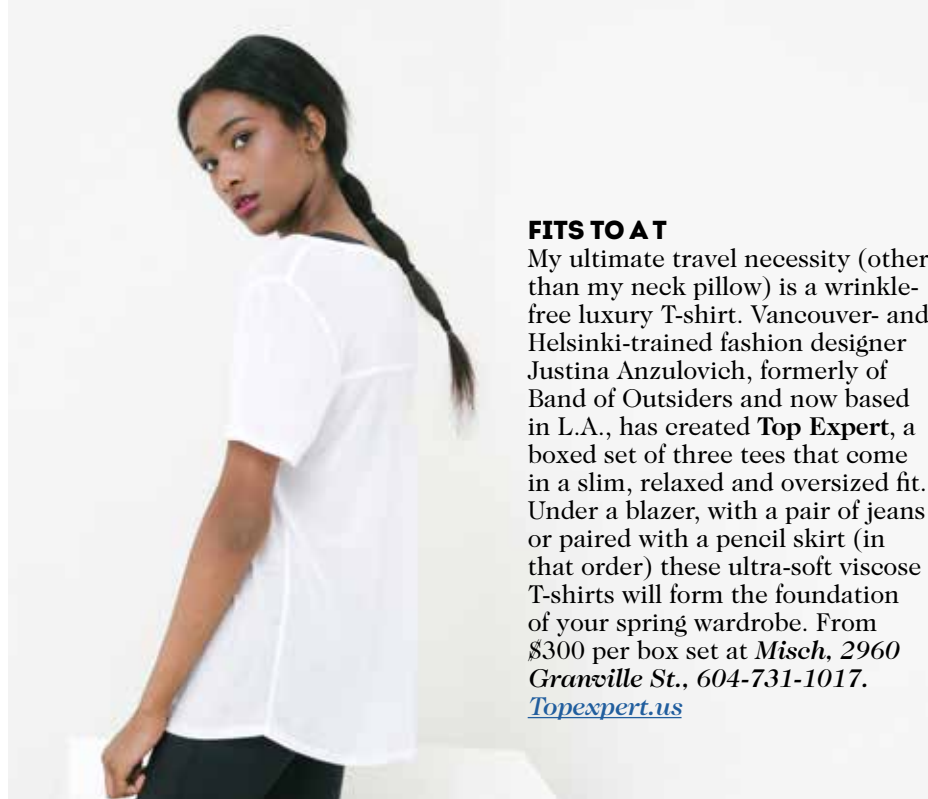 FITS TO A T
My ultimate travel necessity (other
than my neck pillow) is a wrinkle-
free luxury T-shirt. Vancouver- and
Helsinki-trained fashion designer
Justina Anzulovich, formerly of
Band of Outsiders and now based
in L.A., has created Top Expert, a
boxed set of three tees that come
in a slim, relaxed and oversized fit.
Under a blazer, with a pair of jeans
or paired with a pencil skirt (in
that order) these ultra-soft viscose
T-shirts will form the foundation
of your spring wardrobe. From
$300 per box set at Misch, 2960
Granville St., 604-731-1017.
Topexpert.us